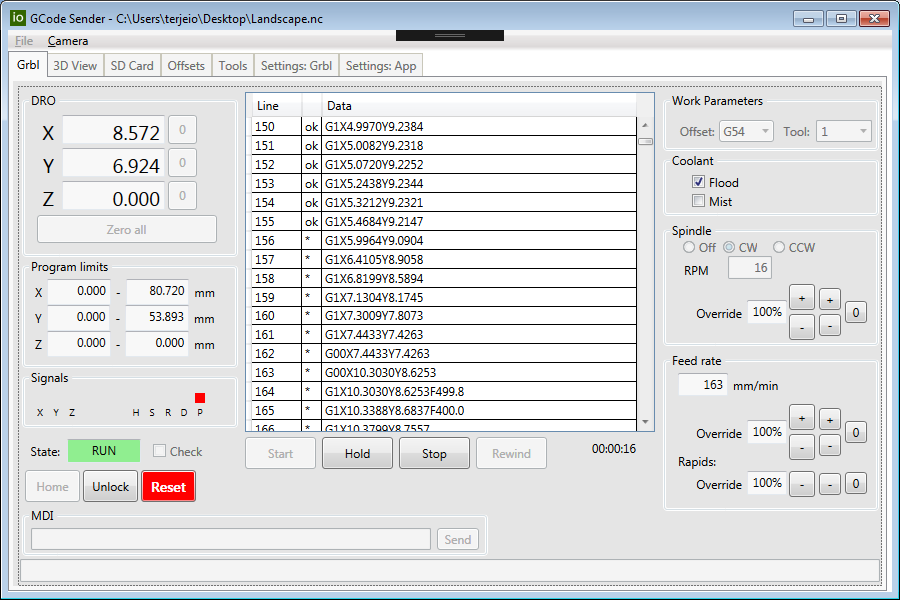 io GCode Sender - C:\Users\terjeio\Desktop\Landscape.nc
File Camera
Grbl 3D View SD Card Offsets Tools Settings: Grbl Settings: App
DRO
X 8.572 0
Y 6.924 0
Z 0.000 0
Zero all
Program limits
X 0.000 - 80.720 mm
Y 0.000 - 53.893 mm
Z 0.000 - 0.000 mm
Signals
X Y Z H S R D P
State: RUN Check
Home Unlock Reset
Line Data
150 ok G1X4.9970Y9.2384
151 ok G1X5.0082Y9.2318
152 ok G1X5.0720Y9.2252
153 ok G1X5.2438Y9.2344
154 ok G1X5.3212Y9.2321
155 ok G1X5.4684Y9.2147
156 * G1X5.9964Y9.0904
157 * G1X6.4105Y8.9058
158 * G1X6.8199Y8.5894
159 * G1X7.1304Y8.1745
160 * G1X7.3009Y7.8073
161 * G1X7.4433Y7.4263
162 * G00X7.4433Y7.4263
163 * G00X10.3030Y8.6253
164 * G1X10.3030Y8.6253F499.8
165 * G1X10.3388Y8.6837F400.0
166 * G1X10.3799Y8.7557
Start Hold Stop Rewind 00:00:16
Work Parameters
Offset: G54 Tool: 1
Coolant
Flood
Mist
Spindle
Off CW CCW
RPM 16
Override 100% + + 0
- -
Feed rate
163 mm/min
Override 100% + + 0
- -
Rapids:
Override 100% - - 0
MDI
Send